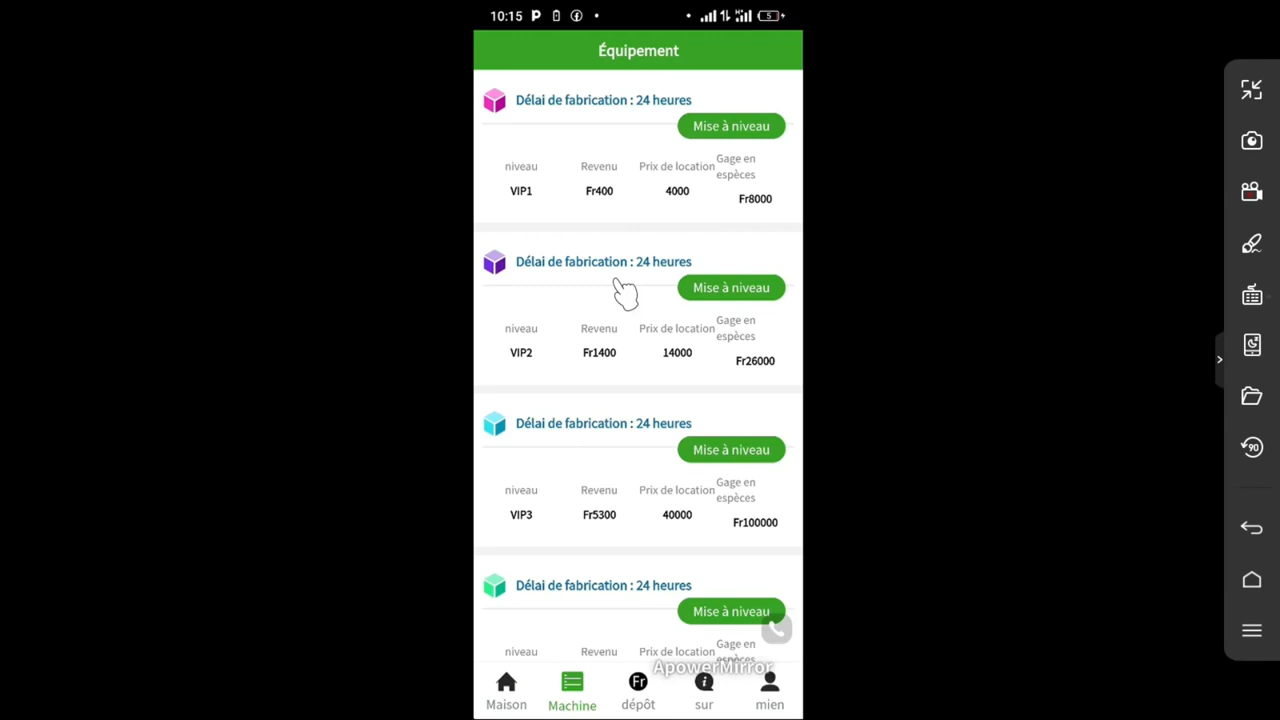 10:15
5
Équipement
Délai de fabrication : 24 heures
Mise à niveau
niveau Revenu Prix de location Gage en espèces
VIP1 Fr400 4000 Fr8000
Délai de fabrication : 24 heures
Mise à niveau
niveau Revenu Prix de location Gage en espèces
VIP2 Fr1400 14000 Fr26000
Délai de fabrication : 24 heures
Mise à niveau
niveau Revenu Prix de location Gage en espèces
VIP3 Fr5300 40000 Fr100000
Délai de fabrication : 24 heures
Mise à niveau
niveau Revenu Prix de location Gage en espèces
ApowerMirror
Fr
Maison Machine dépôt sur mien
90